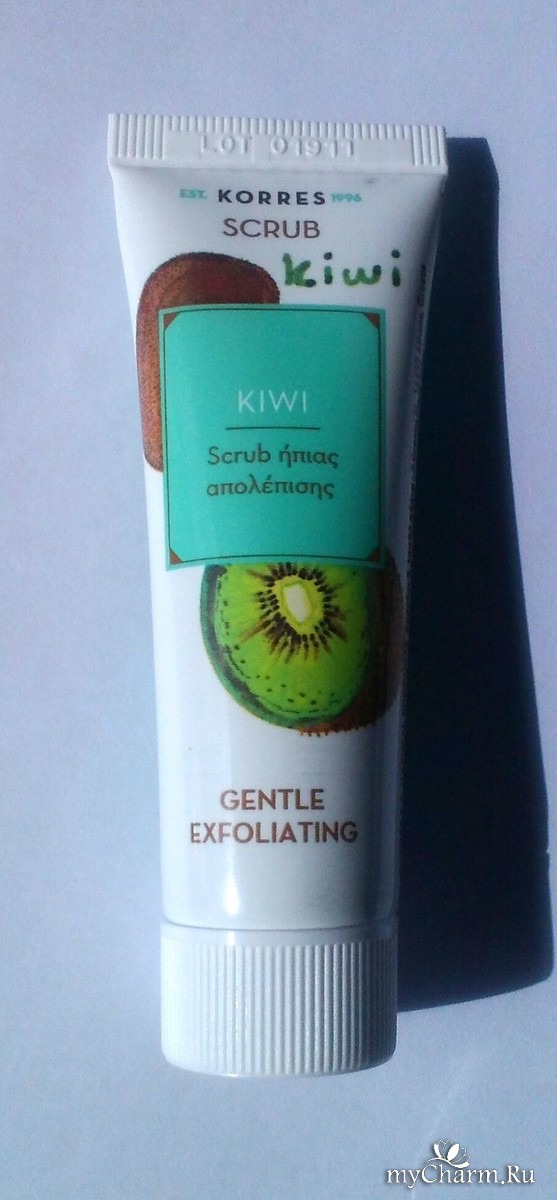 LOT 01911
EST. KORRES 1996
SCRUB
kiwi
KIWI
Scrub ήπιας
απολέπισης
GENTLE
EXFOLIATING
myCharm.Ru